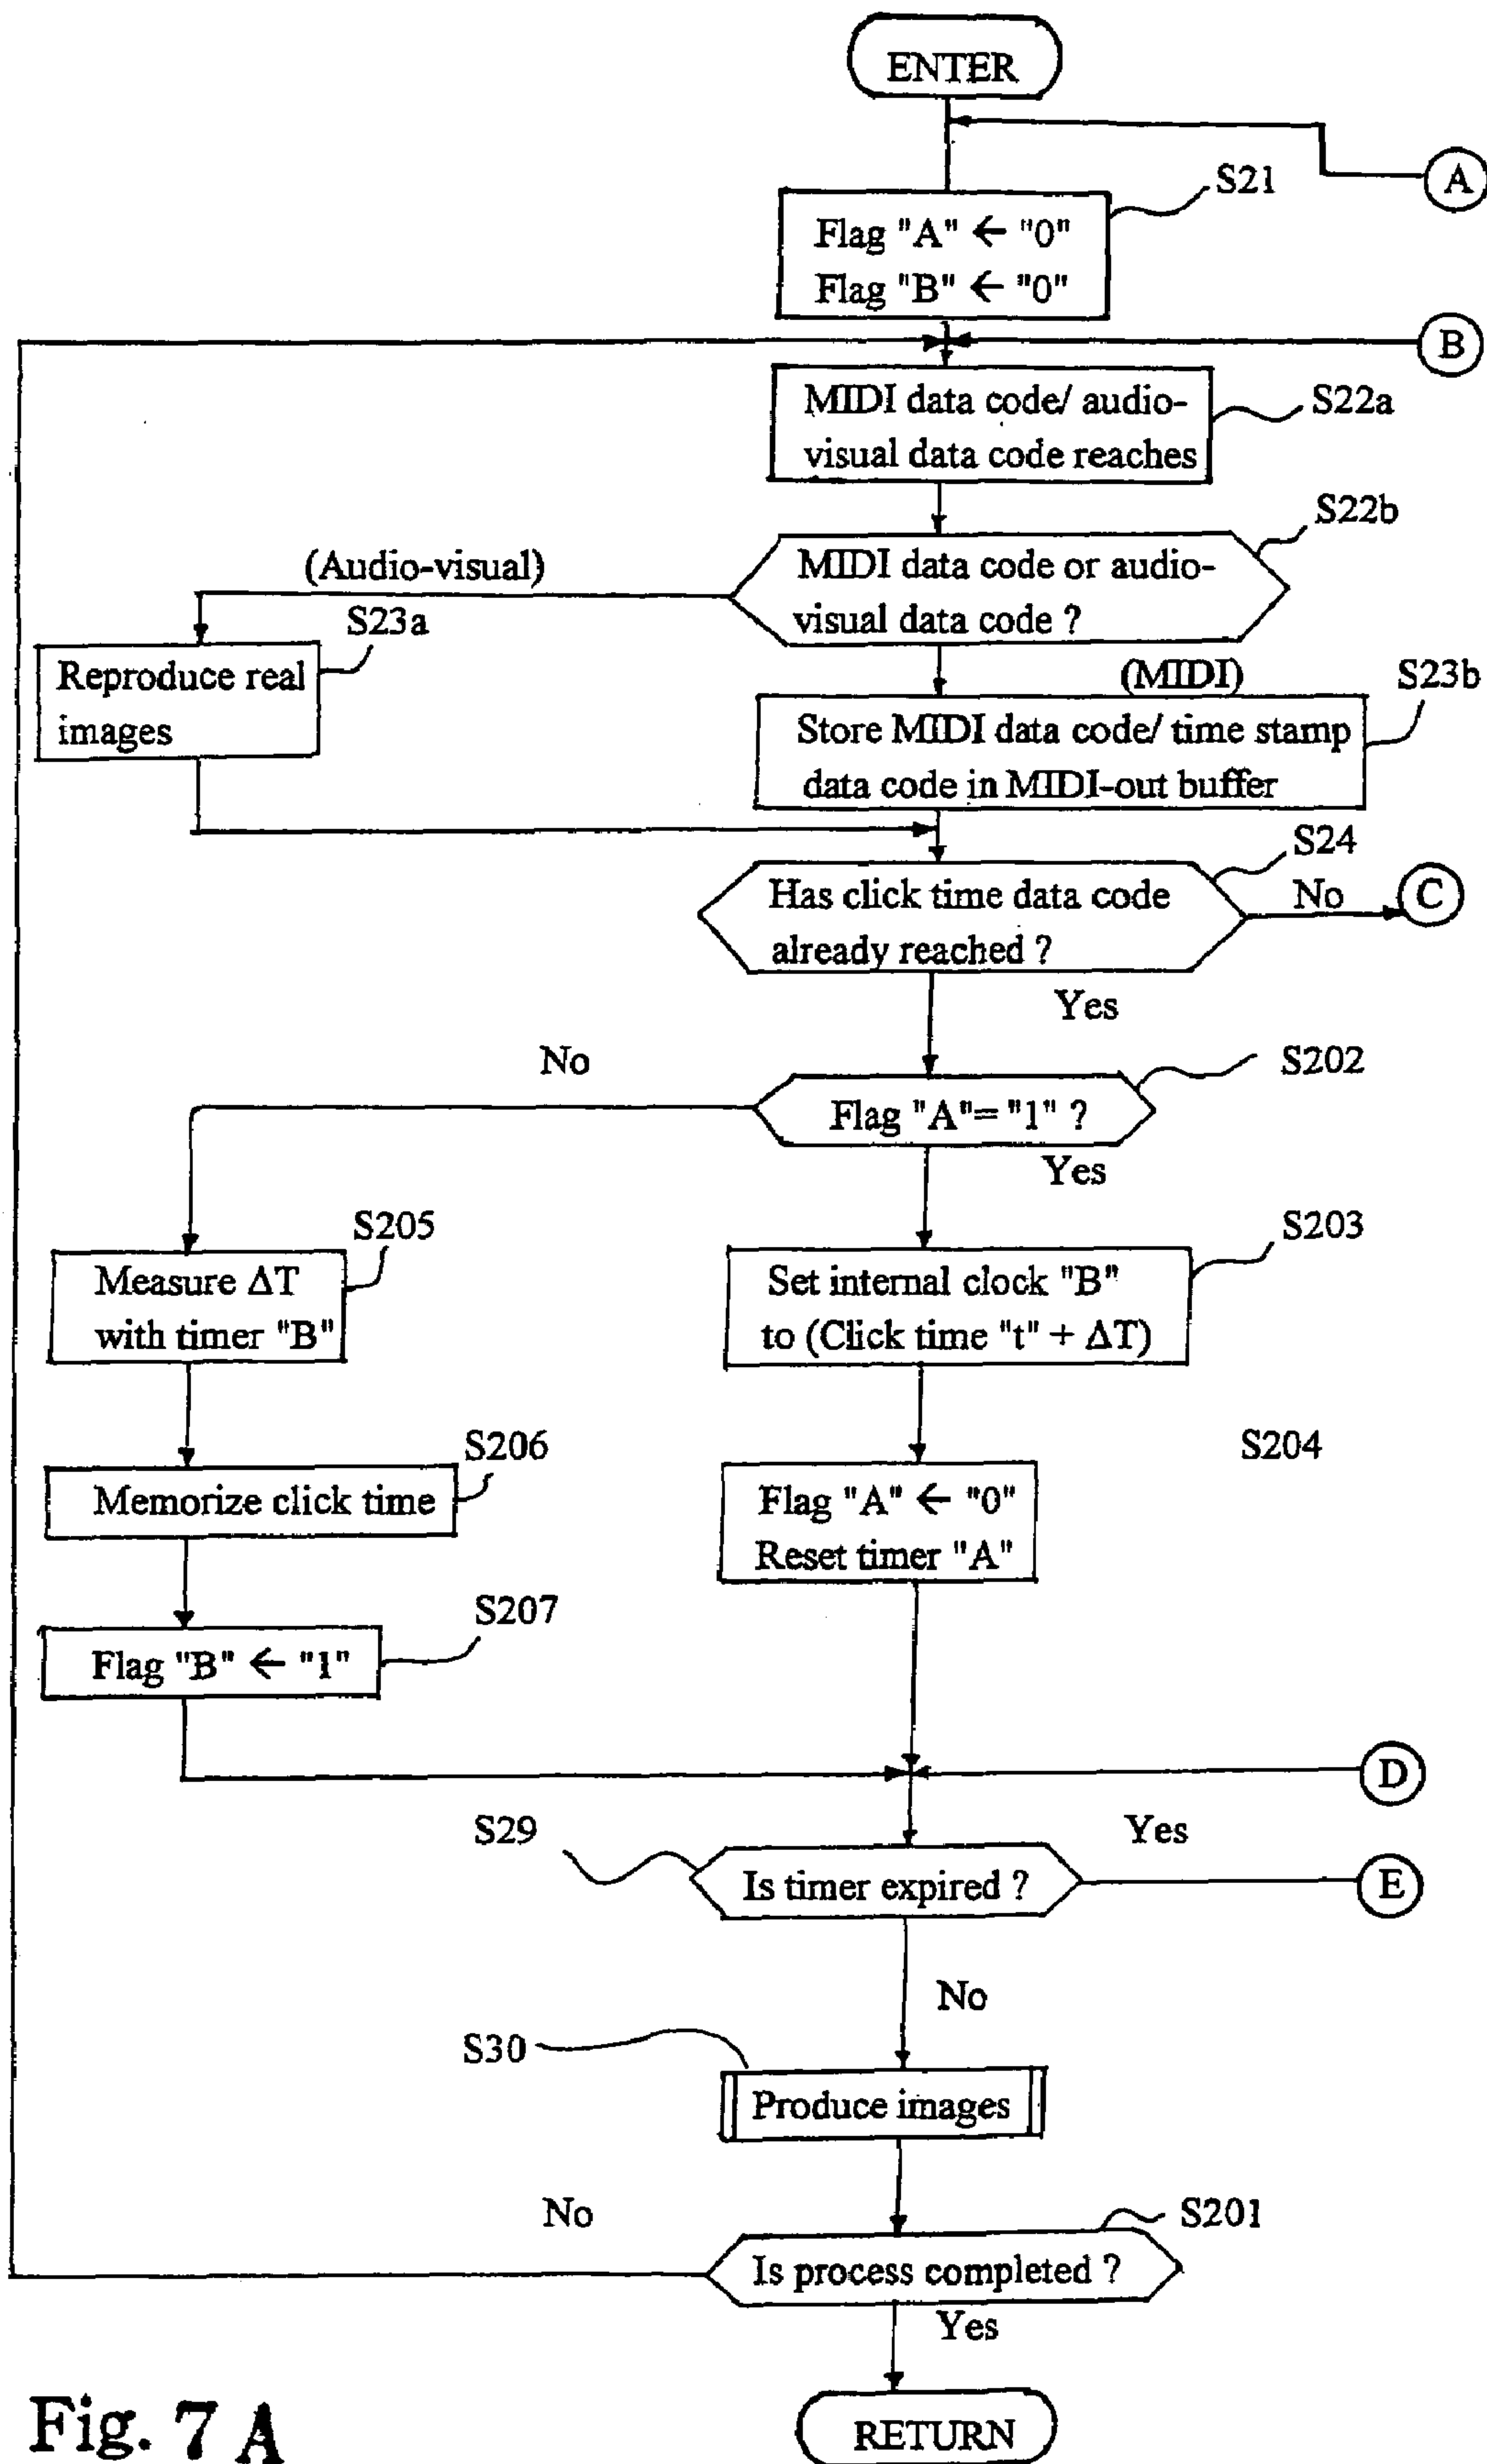 ENTER
A
S21
Flag "A" ← "0"
Flag "B" ← "0"
B
MIDI data code/ audio-
visual data code reaches
S22a
S22b
(Audio-visual)
MIDI data code or audio-
visual data code ?
S23a
Reproduce real
images
(MIDI)
S23b
Store MIDI data code/ time stamp
data code in MIDI-out buffer
S24
Has click time data code
already reached ?
No
C
Yes
No
S202
Flag "A"= "1" ?
Yes
S205
Measure ΔT
with timer "B"
S203
Set internal clock "B"
to (Click time "t" + ΔT)
S206
Memorize click time
S204
Flag "A" ← "0"
Reset timer "A"
S207
Flag "B" ← "1"
D
S29
Yes
Is timer expired ?
E
No
S30
Produce images
No
S201
Is process completed ?
Yes
RETURN
Fig. 7 A